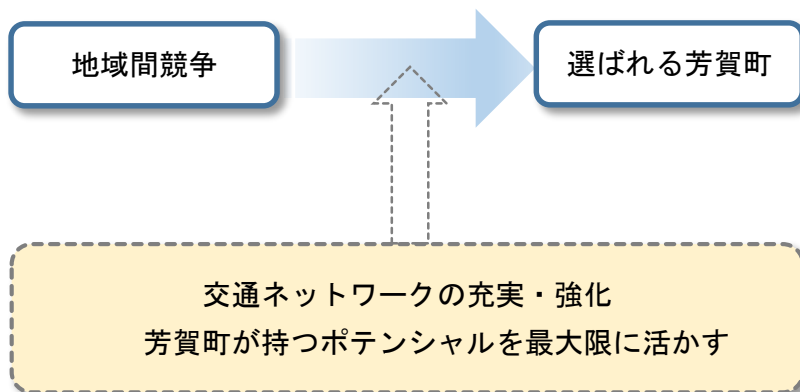 地域間競争
選ばれる芳賀町
交通ネットワークの充実・強化
芳賀町が持つポテンシャルを最大限に活かす